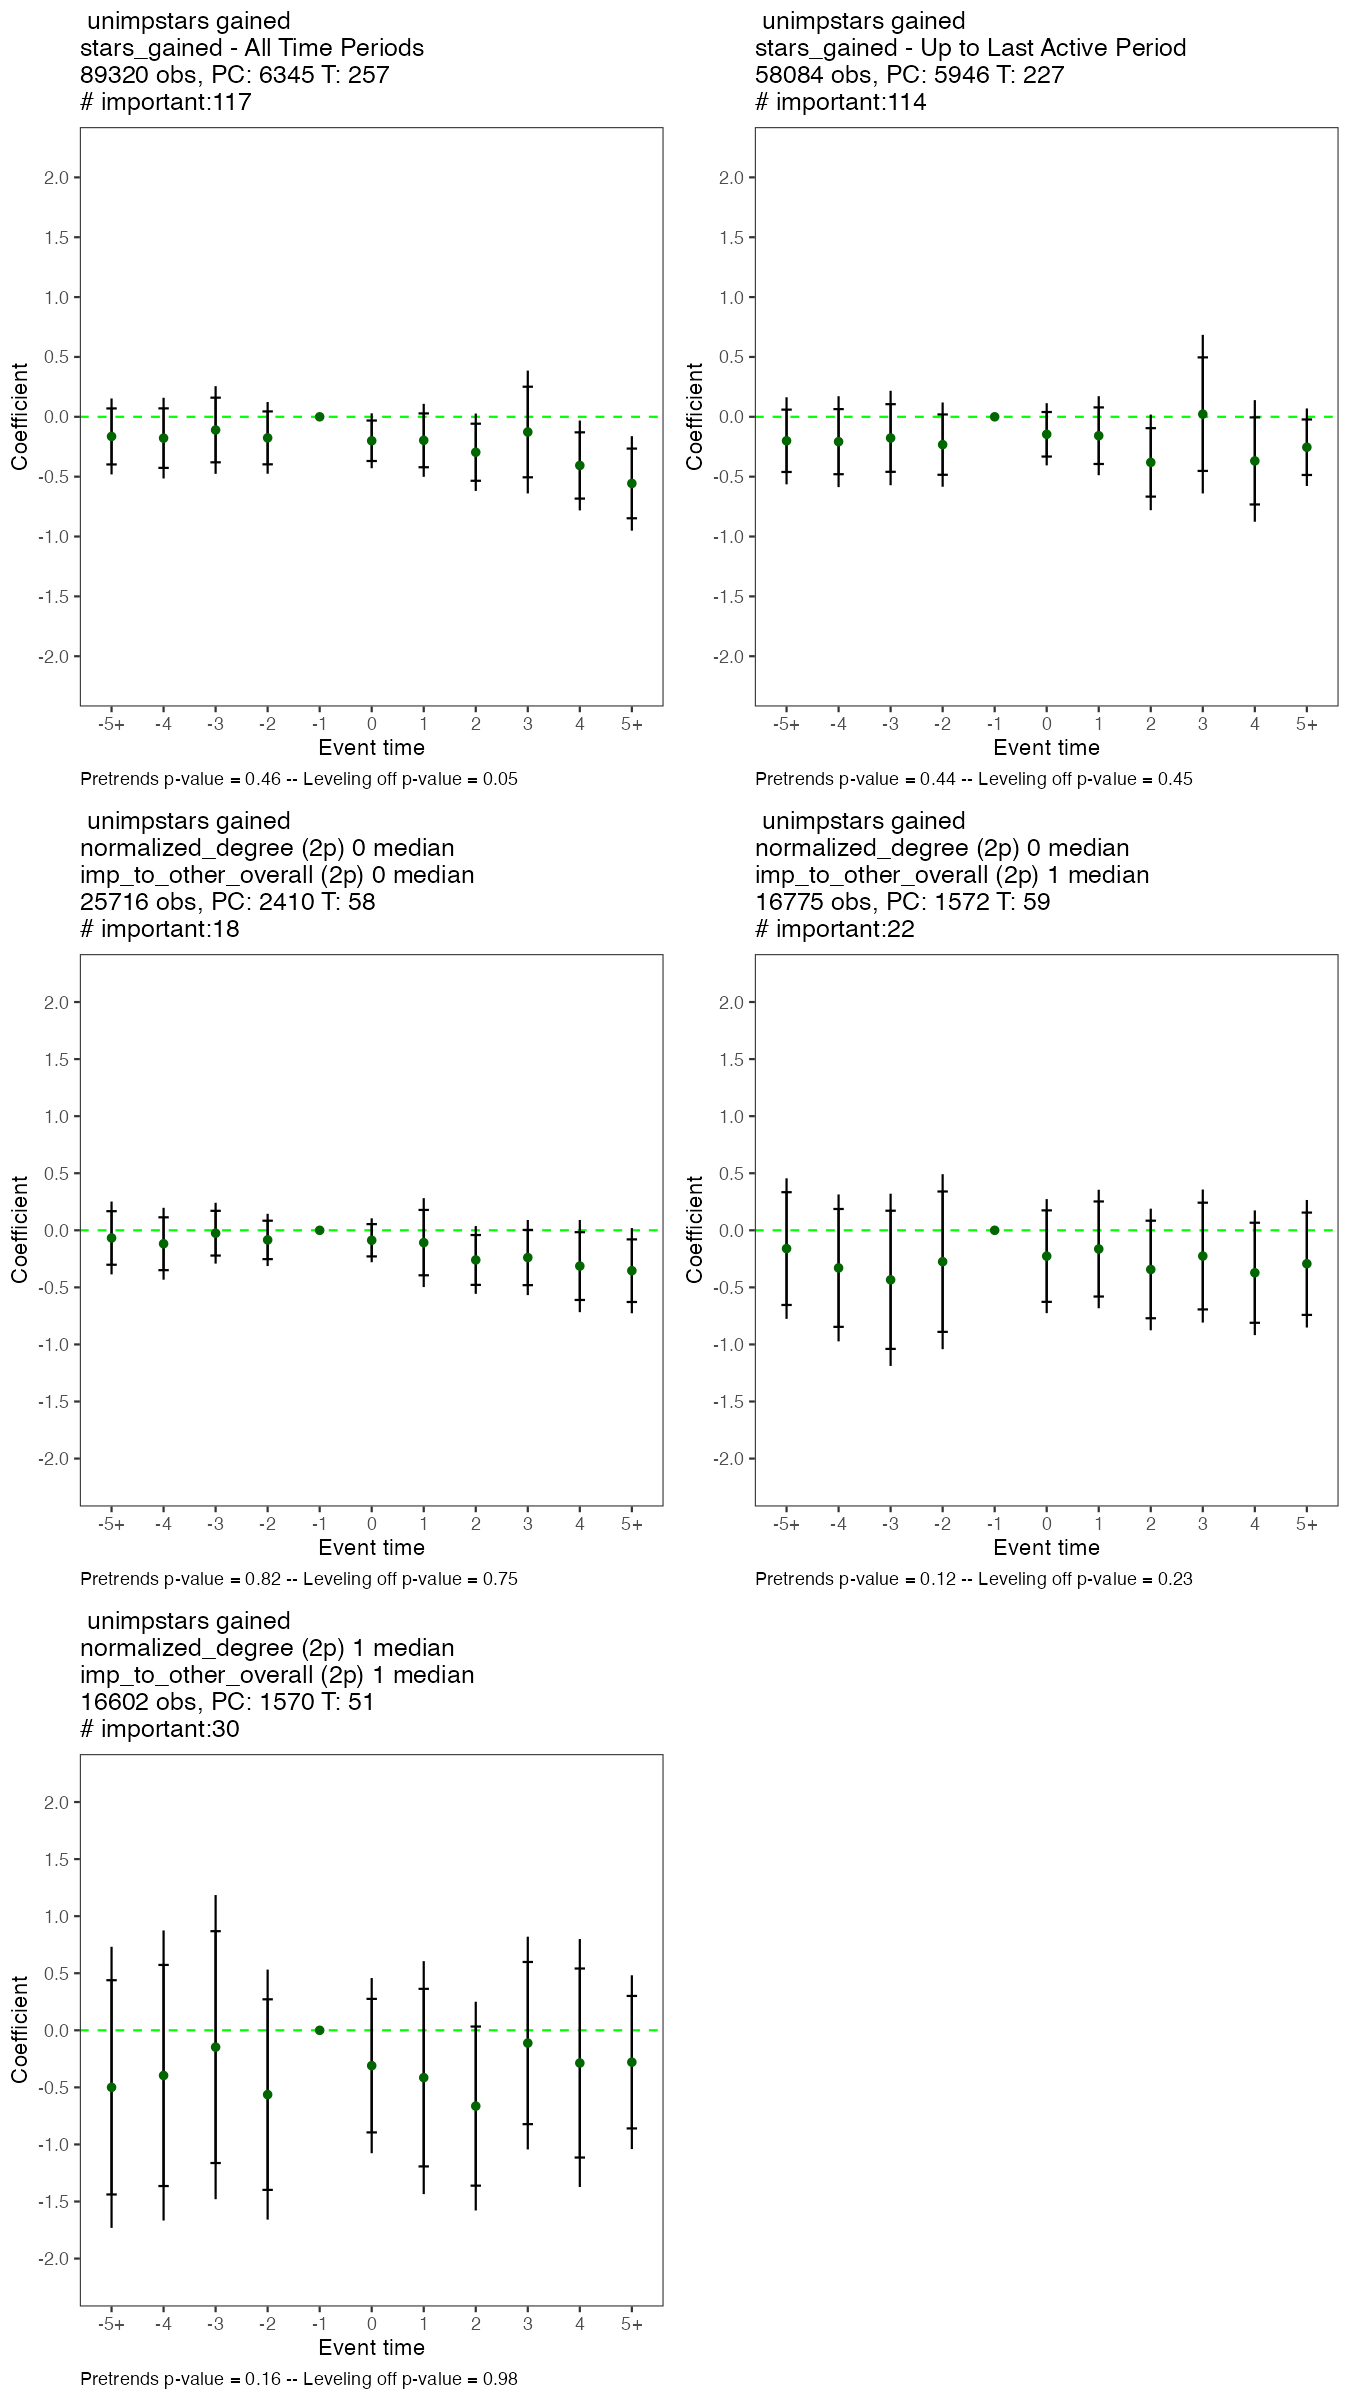 unimpstars gained
stars_gained - All Time Periods
89320 obs, PC: 6345 T: 257
# important:117
2.0
1.5
1.0
0.5
0.0
-0.5
-1.0
-1.5
-2.0
Coefficient
-5+ -4 -3 -2 -1 0 1 2 3 4 5+
Event time
Pretrends p-value = 0.46 -- Leveling off p-value = 0.05
unimpstars gained
stars_gained - Up to Last Active Period
58084 obs, PC: 5946 T: 227
# important:114
2.0
1.5
1.0
0.5
0.0
-0.5
-1.0
-1.5
-2.0
Coefficient
-5+ -4 -3 -2 -1 0 1 2 3 4 5+
Event time
Pretrends p-value = 0.44 -- Leveling off p-value = 0.45
unimpstars gained
normalized_degree (2p) 0 median
imp_to_other_overall (2p) 0 median
25716 obs, PC: 2410 T: 58
# important:18
2.0
1.5
1.0
0.5
0.0
-0.5
-1.0
-1.5
-2.0
Coefficient
-5+ -4 -3 -2 -1 0 1 2 3 4 5+
Event time
Pretrends p-value = 0.82 -- Leveling off p-value = 0.75
unimpstars gained
normalized_degree (2p) 0 median
imp_to_other_overall (2p) 1 median
16775 obs, PC: 1572 T: 59
# important:22
2.0
1.5
1.0
0.5
0.0
-0.5
-1.0
-1.5
-2.0
Coefficient
-5+ -4 -3 -2 -1 0 1 2 3 4 5+
Event time
Pretrends p-value = 0.12 -- Leveling off p-value = 0.23
unimpstars gained
normalized_degree (2p) 1 median
imp_to_other_overall (2p) 1 median
16602 obs, PC: 1570 T: 51
# important:30
2.0
1.5
1.0
0.5
0.0
-0.5
-1.0
-1.5
-2.0
Coefficient
-5+ -4 -3 -2 -1 0 1 2 3 4 5+
Event time
Pretrends p-value = 0.16 -- Leveling off p-value = 0.98